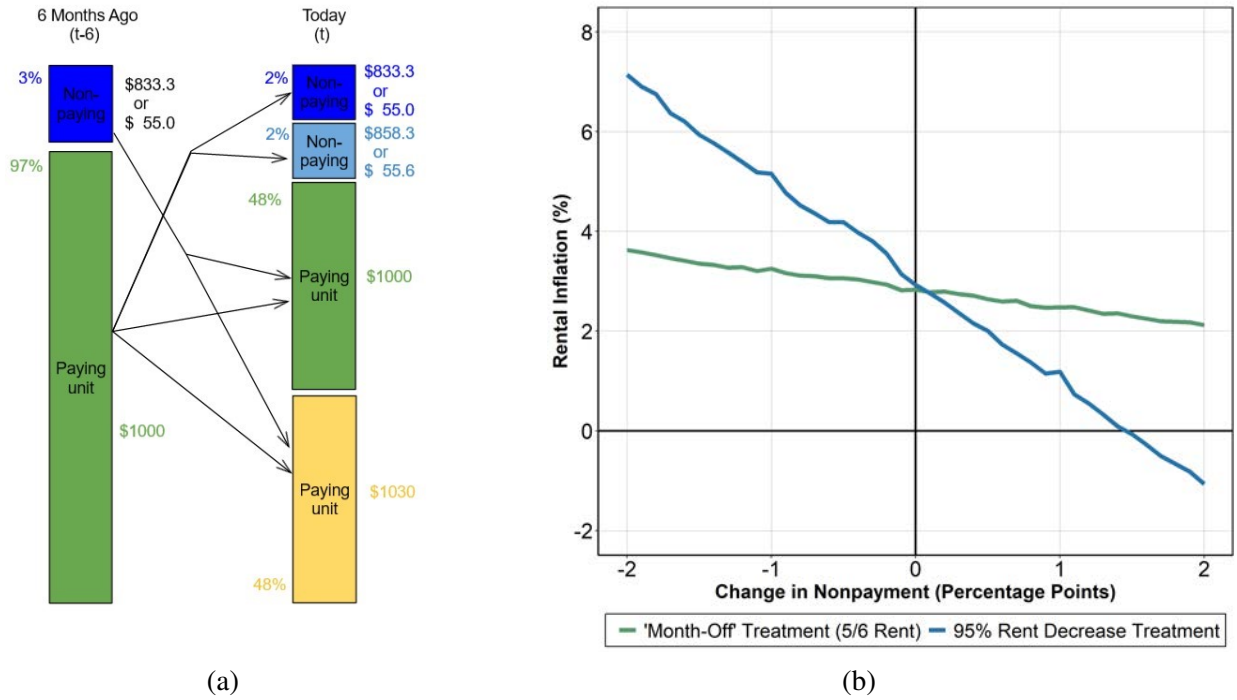 6 Months Ago
(t-6)
Today
(t)
3%
Non-
paying
$833.3
or
$ 55.0
97%
Paying
unit
$1000
2%
Non-
paying
$833.3
or
$ 55.0
2%
Non-
paying
$858.3
or
$ 55.6
48%
Paying
unit
$1000
Paying
unit
$1030
48%
(a)
8
6
4
2
0
-2
Rental Inflation (%)
-2
-1
0
1
2
Change in Nonpayment (Percentage Points)
'Month-Off' Treatment (5/6 Rent)
95% Rent Decrease Treatment
(b)